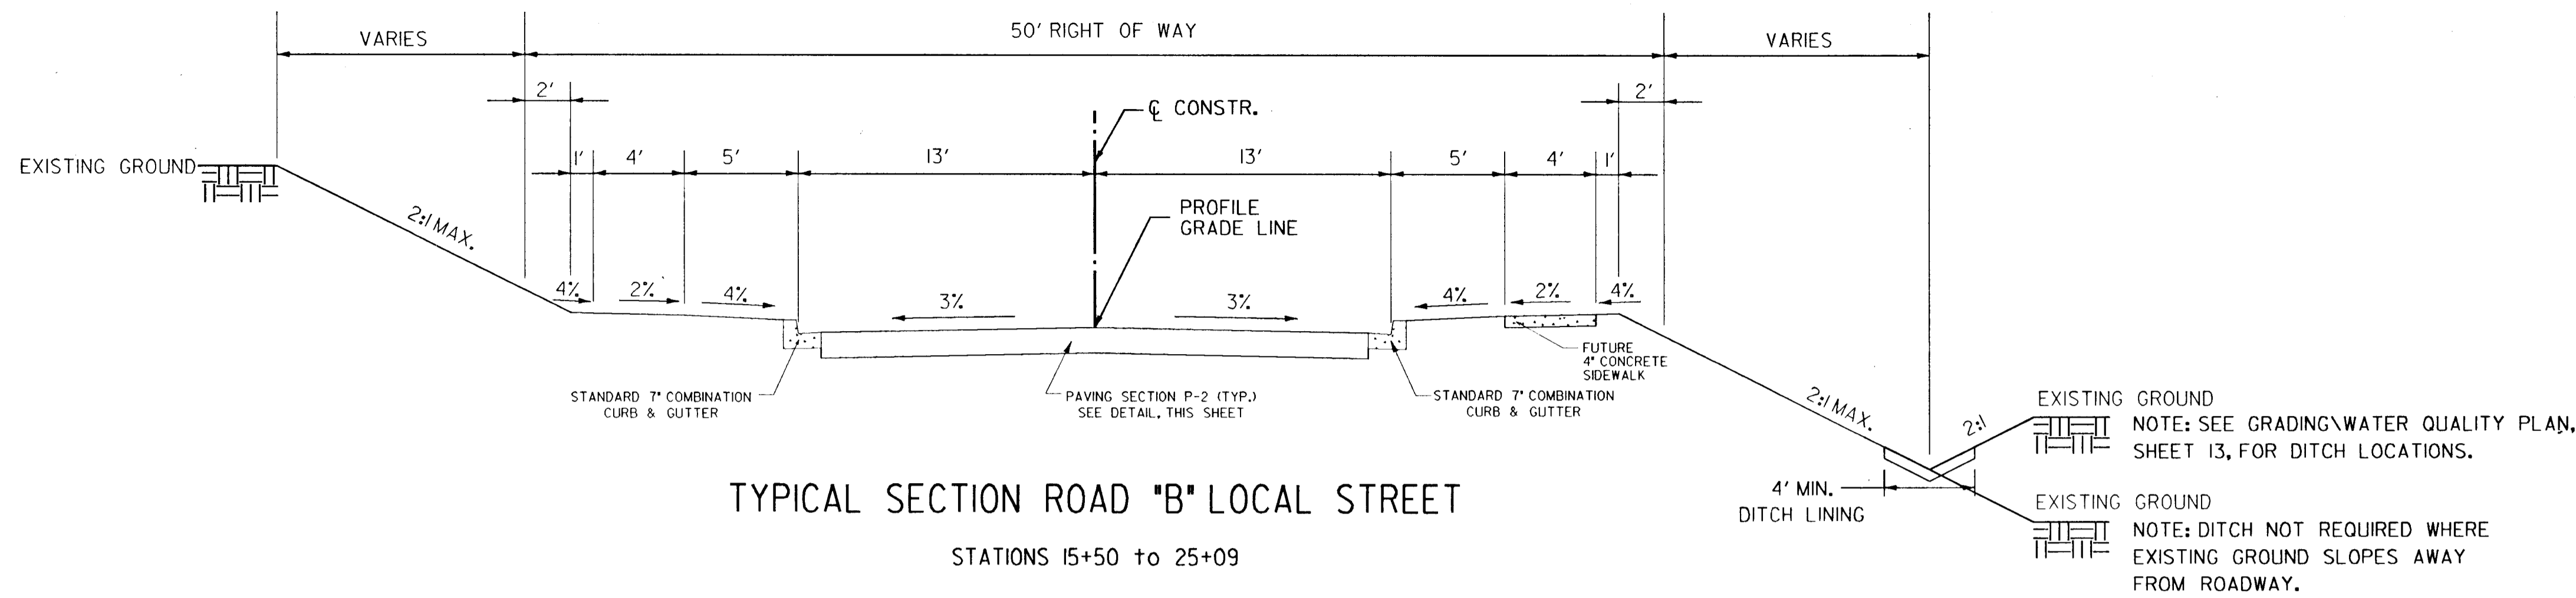 VARIES
50' RIGHT OF WAY
VARIES
2'
2'
℄ CONSTR.
EXISTING GROUND
1'
4'
5'
13'
13'
5'
4'
1'
PROFILE
GRADE LINE
2:1 MAX.
4%
2%
4%
3%
3%
4%
2%
4%
FUTURE
4" CONCRETE
SIDEWALK
STANDARD 7" COMBINATION
CURB & GUTTER
PAVING SECTION P-2 (TYP.)
SEE DETAIL, THIS SHEET
STANDARD 7" COMBINATION
CURB & GUTTER
2:1 MAX.
2:1
EXISTING GROUND
NOTE: SEE GRADING\WATER QUALITY PLAN,
SHEET 13, FOR DITCH LOCATIONS.
4' MIN.
DITCH LINING
EXISTING GROUND
NOTE: DITCH NOT REQUIRED WHERE
EXISTING GROUND SLOPES AWAY
FROM ROADWAY.
TYPICAL SECTION ROAD "B" LOCAL STREET
STATIONS 15+50 to 25+09